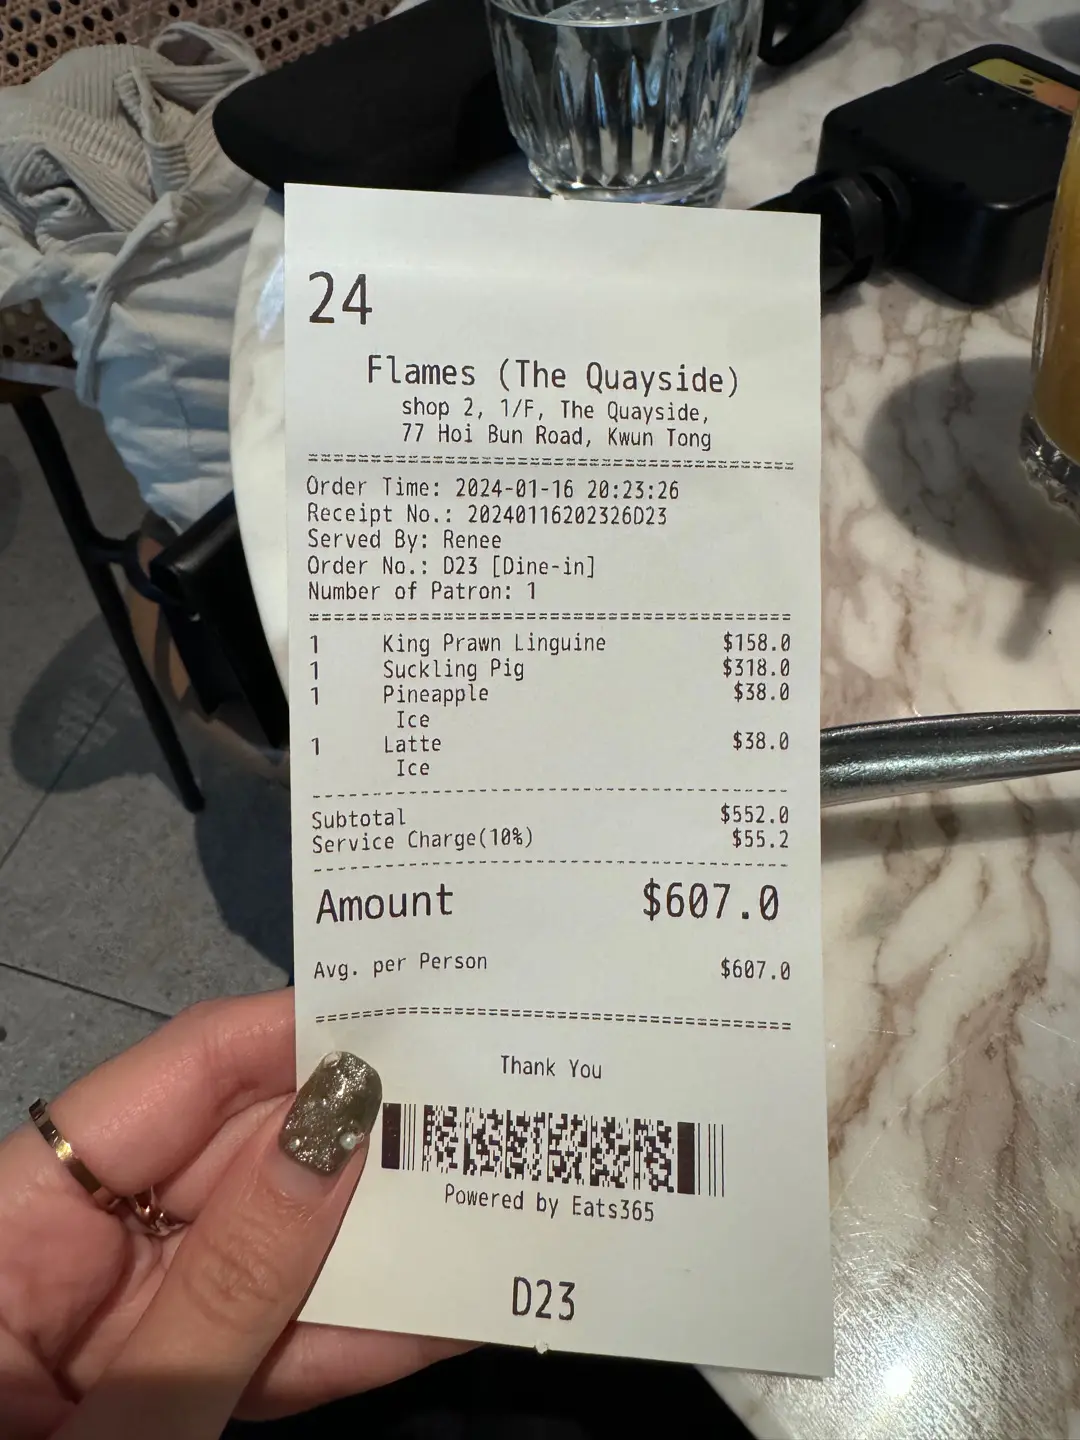 24
Flames (The Quayside)
shop 2, 1/F, The Quayside,
77 Hoi Bun Road, Kwun Tong
Order Time: 2024-01-16 20:23:26
Receipt No.: 20240116202326D23
Served By: Renee
Order No.: D23 [Dine-in]
Number of Patron: 1
1 King Prawn Linguine $158.0
1 Suckling Pig $318.0
1 Pineapple $38.0
Ice
1 Latte $38.0
Ice
Subtotal $552.0
Service Charge(10%) $55.2
Amount $607.0
Avg. per Person $607.0
Thank You
Powered by Eats365
D23